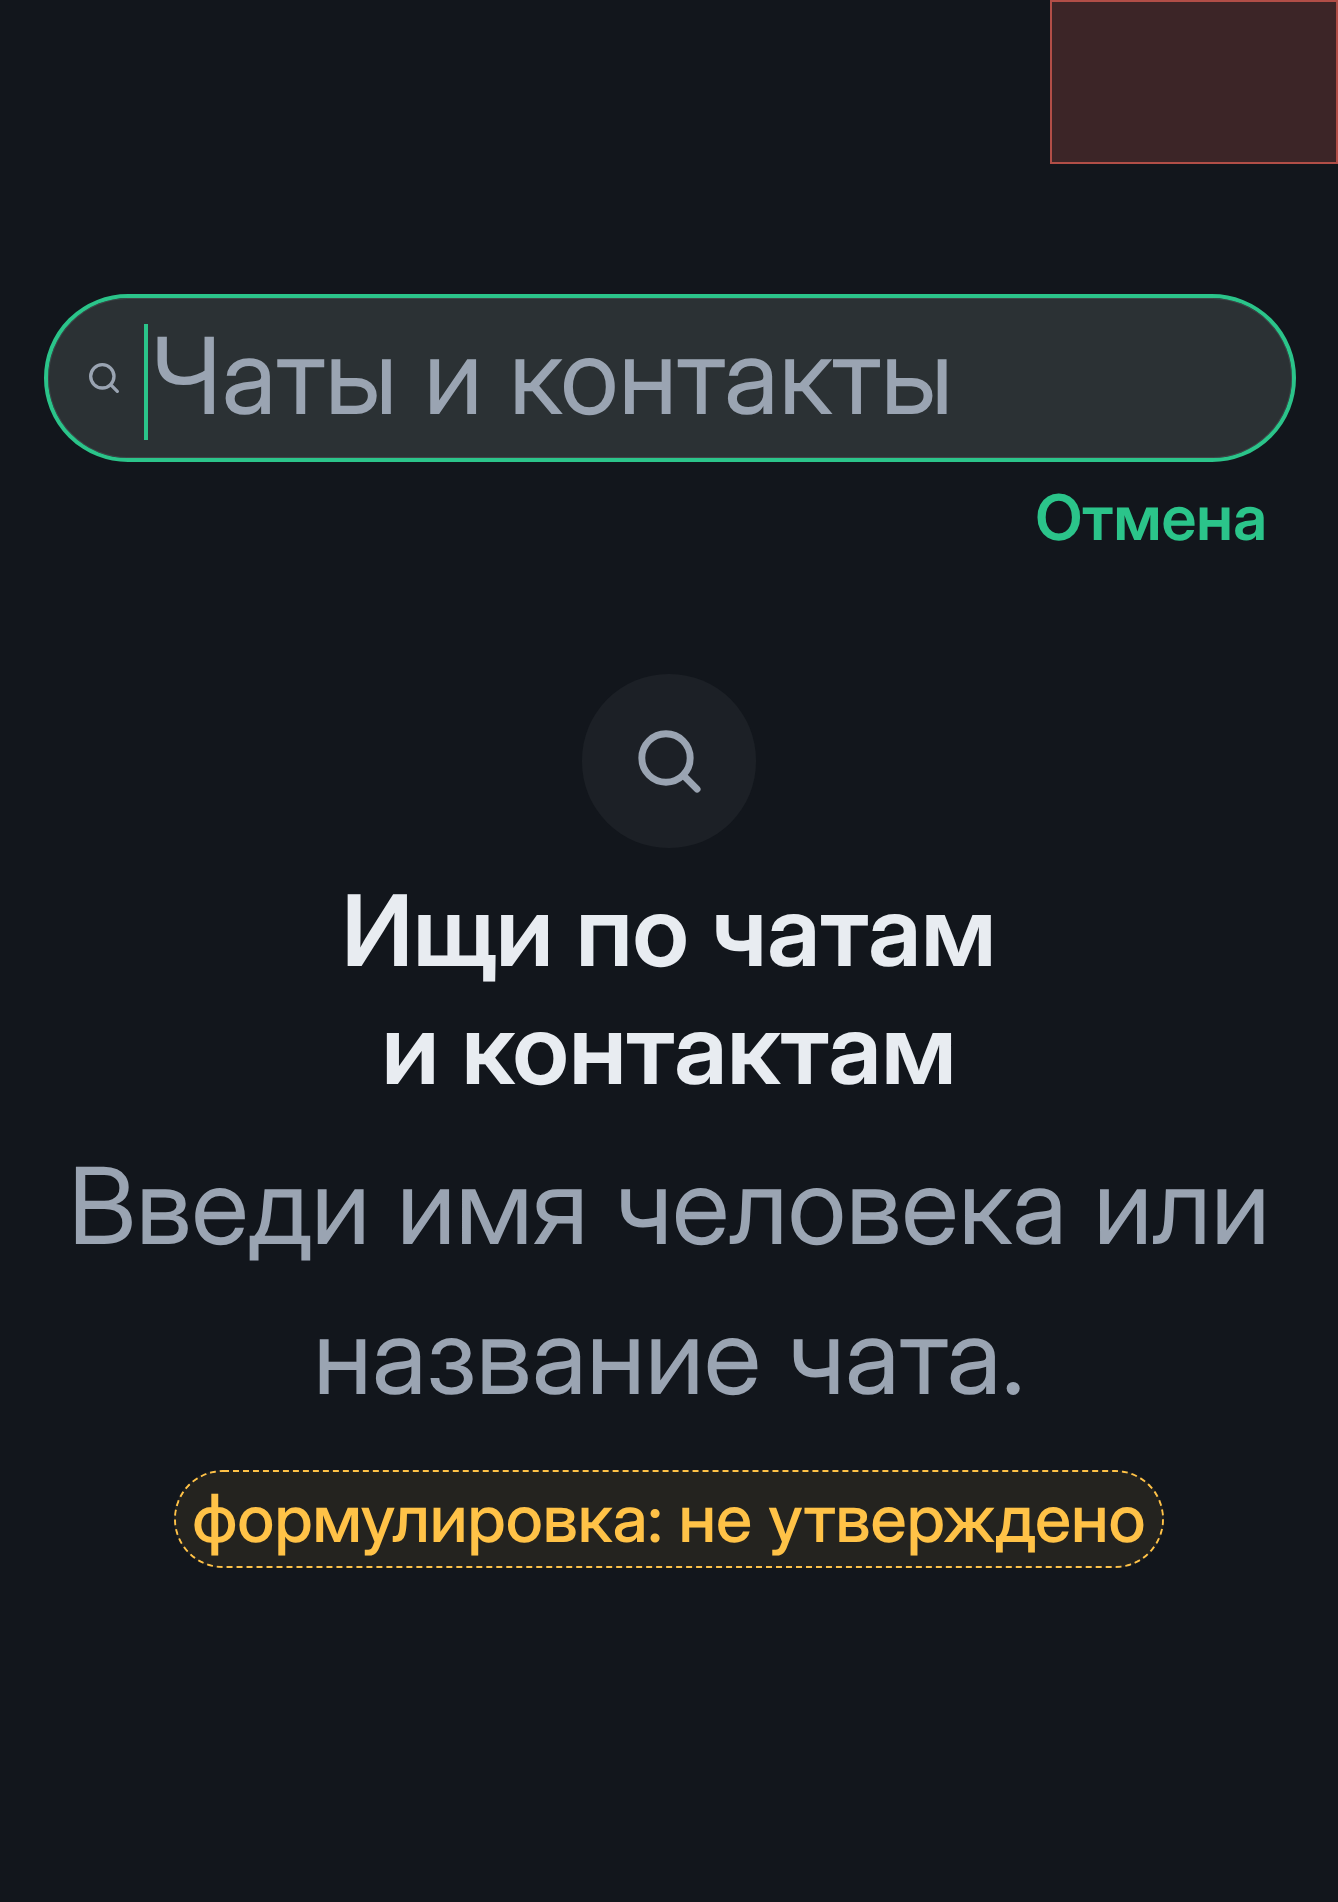 Чаты и контакты
Отмена
Ищи по чатам
и контактам
Введи имя человека или
название чата.
формулировка: не утверждено